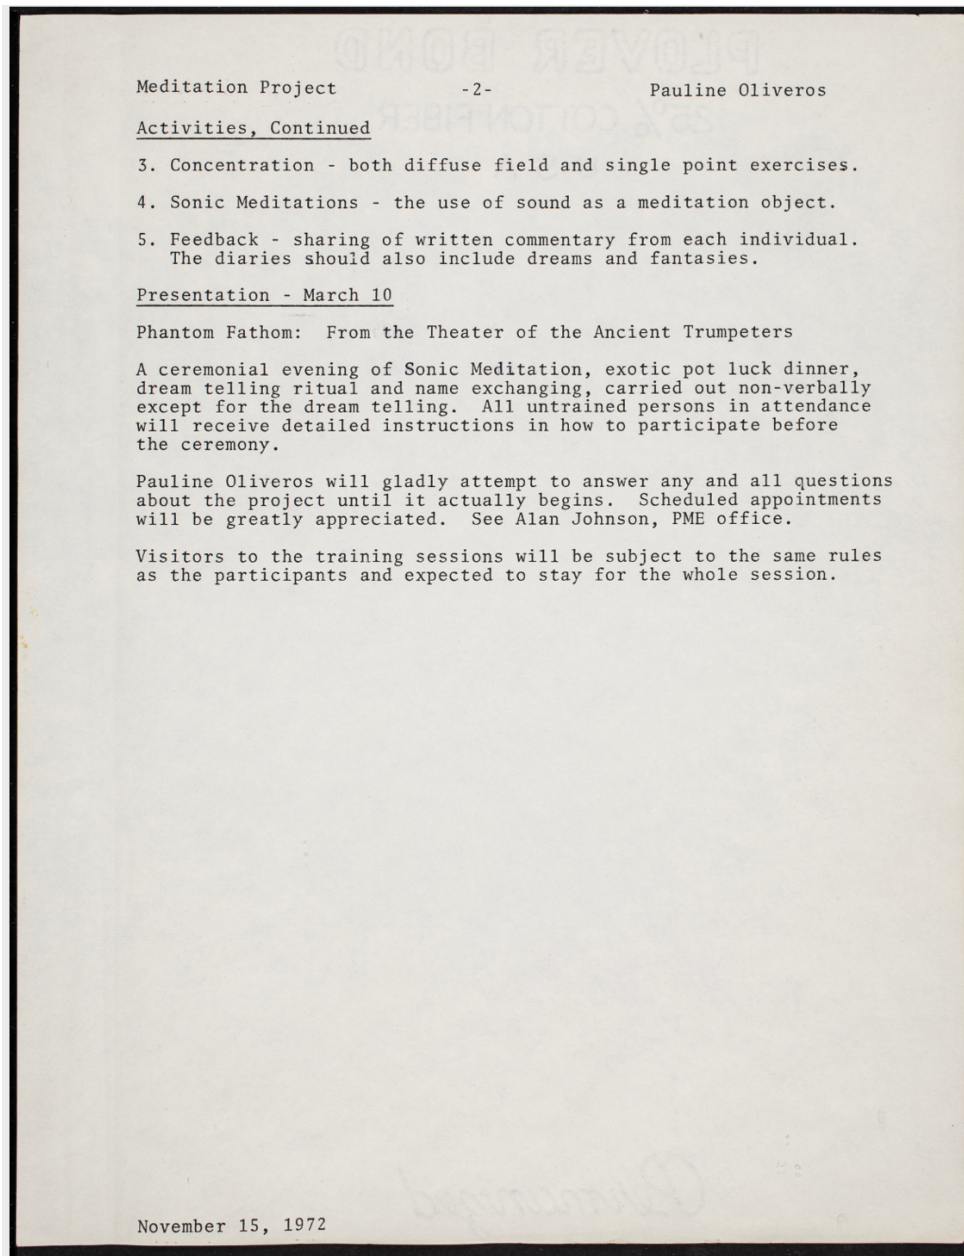 Meditation Project -2- Pauline Oliveros
Activities, Continued
3. Concentration - both diffuse field and single point exercises.
4. Sonic Meditations - the use of sound as a meditation object.
5. Feedback - sharing of written commentary from each individual.
The diaries should also include dreams and fantasies.
Presentation - March 10
Phantom Fathom: From the Theater of the Ancient Trumpeters
A ceremonial evening of Sonic Meditation, exotic pot luck dinner,
dream telling ritual and name exchanging, carried out non-verbally
except for the dream telling. All untrained persons in attendance
will receive detailed instructions in how to participate before
the ceremony.
Pauline Oliveros will gladly attempt to answer any and all questions
about the project until it actually begins. Scheduled appointments
will be greatly appreciated. See Alan Johnson, PME office.
Visitors to the training sessions will be subject to the same rules
as the participants and expected to stay for the whole session.
November 15, 1972